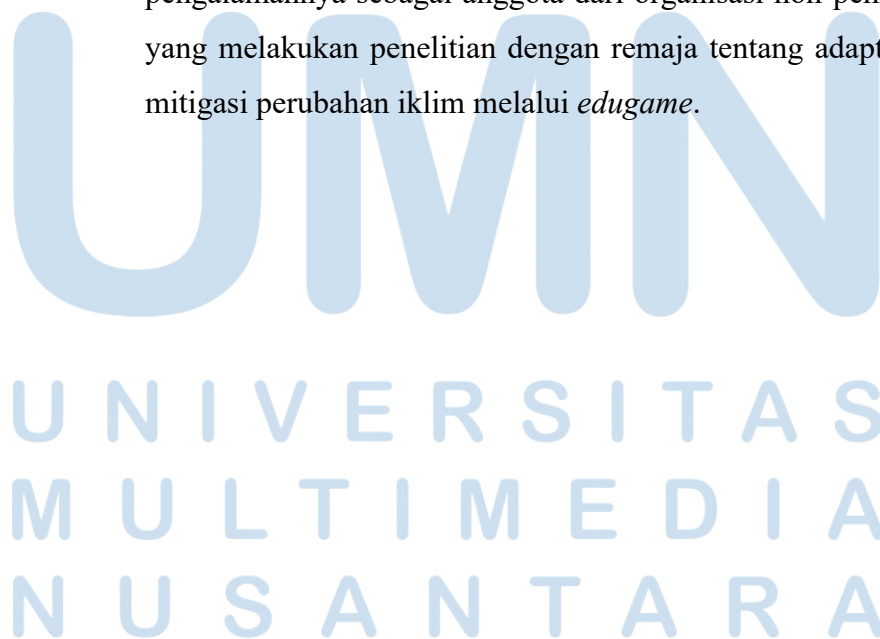 pengalamannya sebagai anggota dari organisasi non
yang melakukan penelitian dengan remaja tentang
mitigasi perubahan iklim melalui edugame.
UMN
UNIVERSITAS
MULTIMEDIA
NUSANTARA